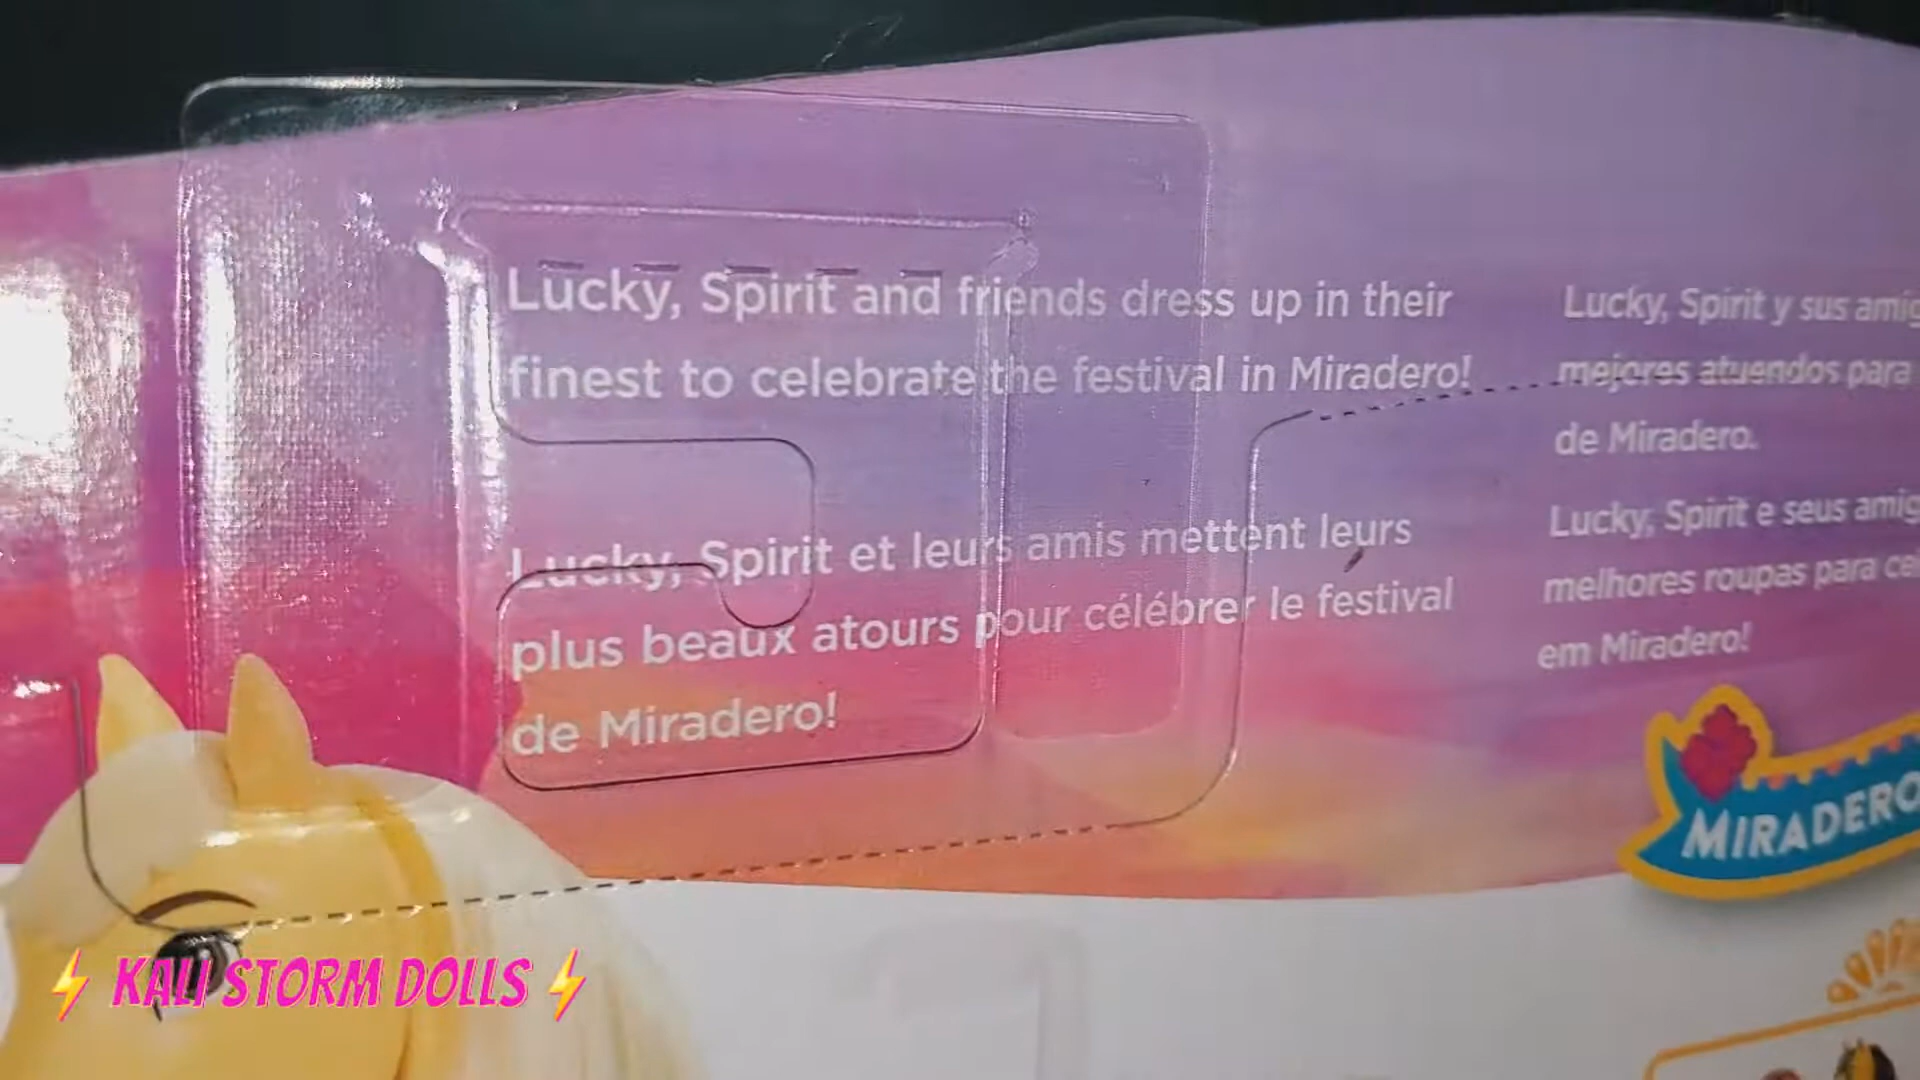 Lucky, Spirit and friends dress up in their
finest to celebrate the festival in Miradero!
Lucky, Spirit et leurs amis mettent leurs
plus beaux atours pour célébrer le festival
de Miradero!
Lucky, Spirit y sus
mejores atuendos para
de Miradero.
Lucky, Spirit e seus
melhores roupas para
em Miradero!
MIRADERO
⚡ KALI STORM DOLLS ⚡